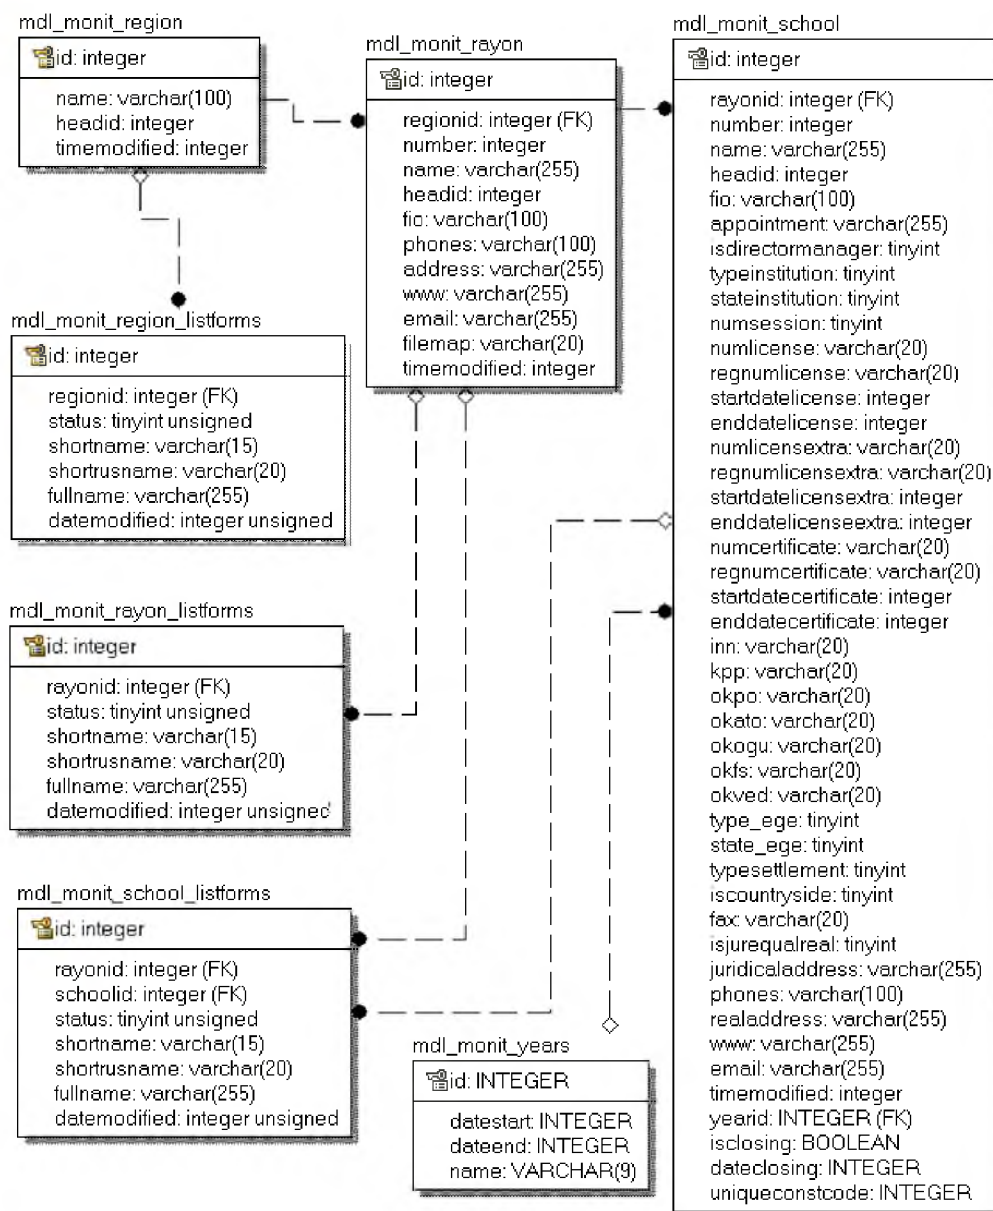 mdl_monit_region
id: integer
name: varchar(100)
headid: integer
timemodified: integer
mdl_monit_rayon
id: integer
regionid: integer (FK)
number: integer
name: varchar(255)
headid: integer
fio: varchar(100)
phones: varchar(100)
address: varchar(255)
www: varchar(255)
email: varchar(255)
filemap: varchar(20)
timemodified: integer
mdl_monit_school
id: integer
rayonid: integer (FK)
number: integer
name: varchar(255)
headid: integer
fio: varchar(100)
appointment: varchar(255)
isdirectormanager: tinyint
typeinstitution: tinyint
stateinstitution: tinyint
numsession: tinyint
numlicense: varchar(20)
regnumlicense: varchar(20)
startdatelicense: integer
enddatelicense: integer
numlicensextra: varchar(20)
regnumlicensextra: varchar(20)
startdatelicensextra: integer
enddatelicenseextra: integer
numcertificate: varchar(20)
regnumcertificate: varchar(20)
startdatecertificate: integer
enddatecertificate: integer
inn: varchar(20)
kpp: varchar(20)
okpo: varchar(20)
okato: varchar(20)
okogu: varchar(20)
okfs: varchar(20)
okved: varchar(20)
type_ege: tinyint
state_ege: tinyint
typesettlement: tinyint
iscountryside: tinyint
fax: varchar(20)
isjurequalreal: tinyint
juridicaladdress: varchar(255)
phones: varchar(100)
realaddress: varchar(255)
www: varchar(255)
email: varchar(255)
timemodified: integer
yearid: INTEGER (FK)
isclosing: BOOLEAN
dateclosing: INTEGER
uniqueconstcode: INTEGER
mdl_monit_region_listforms
id: integer
regionid: integer (FK)
status: tinyint unsigned
shortname: varchar(15)
shortrusname: varchar(20)
fullname: varchar(255)
datemodified: integer unsigned
mdl_monit_rayon_listforms
id: integer
rayonid: integer (FK)
status: tinyint unsigned
shortname: varchar(15)
shortrusname: varchar(20)
fullname: varchar(255)
datemodified: integer unsigned
mdl_monit_school_listforms
id: integer
rayonid: integer (FK)
schoolid: integer (FK)
status: tinyint unsigned
shortname: varchar(15)
shortrusname: varchar(20)
fullname: varchar(255)
datemodified: integer unsigned
mdl_monit_years
id: INTEGER
datestart: INTEGER
dateend: INTEGER
name: VARCHAR(9)